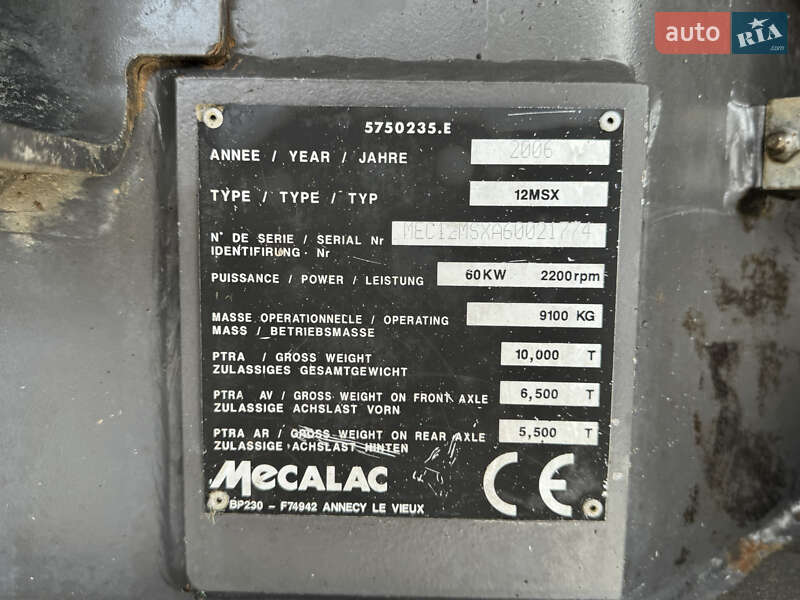 auto RIA .com
5750235.E
ANNEE / YEAR / JAHRE 2006
TYPE / TYPE / TYP 12MSX
N° DE SERIE / SERIAL Nr MEC12MSXA60021774
IDENTIFIRUNG · Nr
PUISSANCE / POWER / LEISTUNG 60KW 2200rpm
MASSE OPERATIONNELLE / OPERATING 9100 KG
MASS / BETRIEBSMASSE
PTRA / GROSS WEIGHT 10,000 T
ZULASSIGES GESAMTGEWICHT
PTRA AV / GROSS WEIGHT ON FRONT AXLE 6,500 T
ZULASSIGE ACHSLAST VORN
PTRA AR / GROSS WEIGHT ON REAR AXLE 5,500 T
ZULASSIGE ACHSLAST HINTEN
MECALAC CE
BP230 - F74942 ANNECY LE VIEUX